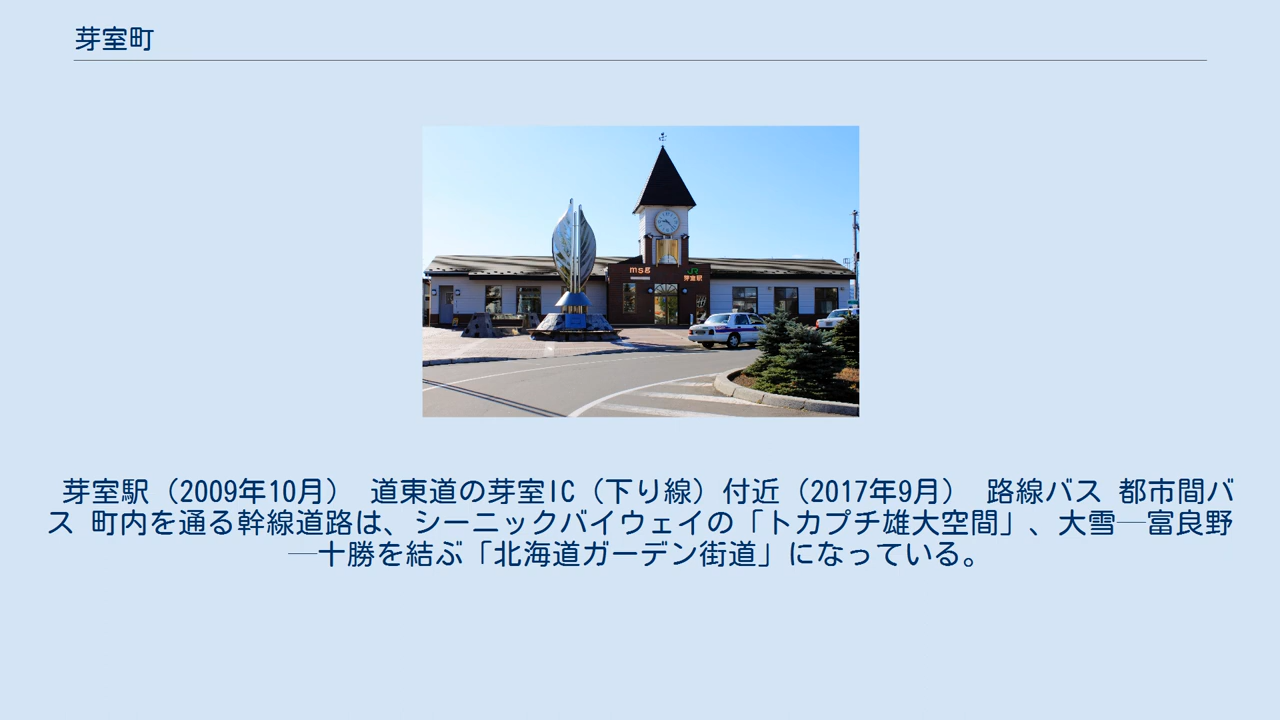 芽室町
msg
JR
芽室駅
芽室駅（2009年10月） 道東道の芽室IC（下り線）付近（2017年9月） 路線バス 都市間バ
ス 町内を通る幹線道路は、シーニックバイウェイの「トカプチ雄大空間」、大雪―富良野
―十勝を結ぶ「北海道ガーデン街道」になっている。